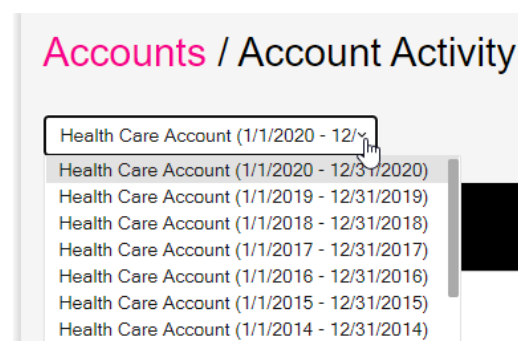 Accounts / Account Activity
Health Care Account (1/1/2020 - 12/
Health Care Account (1/1/2020 - 12/31/2020)
Health Care Account (1/1/2019 - 12/31/2019)
Health Care Account (1/1/2018 - 12/31/2018)
Health Care Account (1/1/2017 - 12/31/2017)
Health Care Account (1/1/2016 - 12/31/2016)
Health Care Account (1/1/2015 - 12/31/2015)
Health Care Account (1/1/2014 - 12/31/2014)